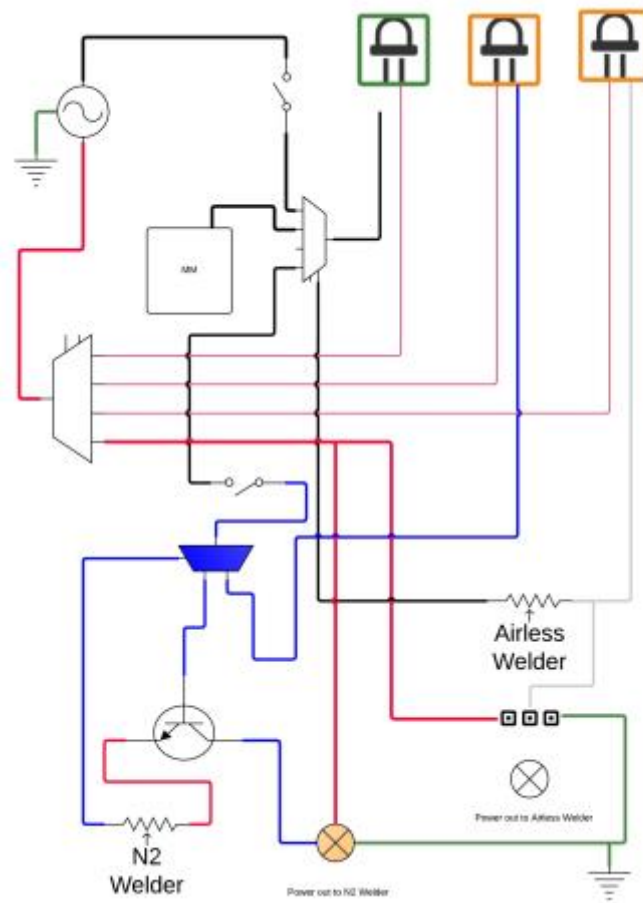 MM
Airless
Welder
Power out to Airless Welder
N2
Welder
Power out to N2 Welder